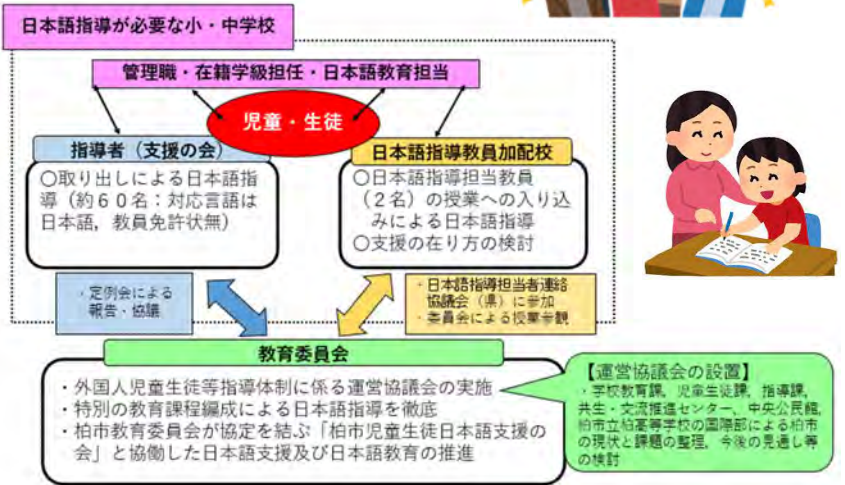 日本語指導が必要な小・中学校
管理職・在籍学級担任・日本語教育担当
児童・生徒
指導者（支援の会）
○取り出しによる日本語指
導（約６０名：対応言語は
日本語，教員免許状無）
日本語指導教員加配校
○日本語指導担当教員
（２名）の授業への入り込
みによる日本語指導
○支援の在り方の検討
・定例会による
報告・協議
・日本語指導担当者連絡
協議会（県）に参加
・委員会による授業参観
教育委員会
・外国人児童生徒等指導体制に係る運営協議会の実施
・特別の教育課程編成による日本語指導を徹底
・柏市教育委員会が協定を結ぶ「柏市児童生徒日本語支援の
会」と協働した日本語支援及び日本語教育の推進
【運営協議会の設置】
・学校教育課，児童生徒課，指導課，
共生・交流推進センター，中央公民館，
柏市立柏高等学校の国際部による柏市
の現状と課題の整理，今後の見通し等
の検討